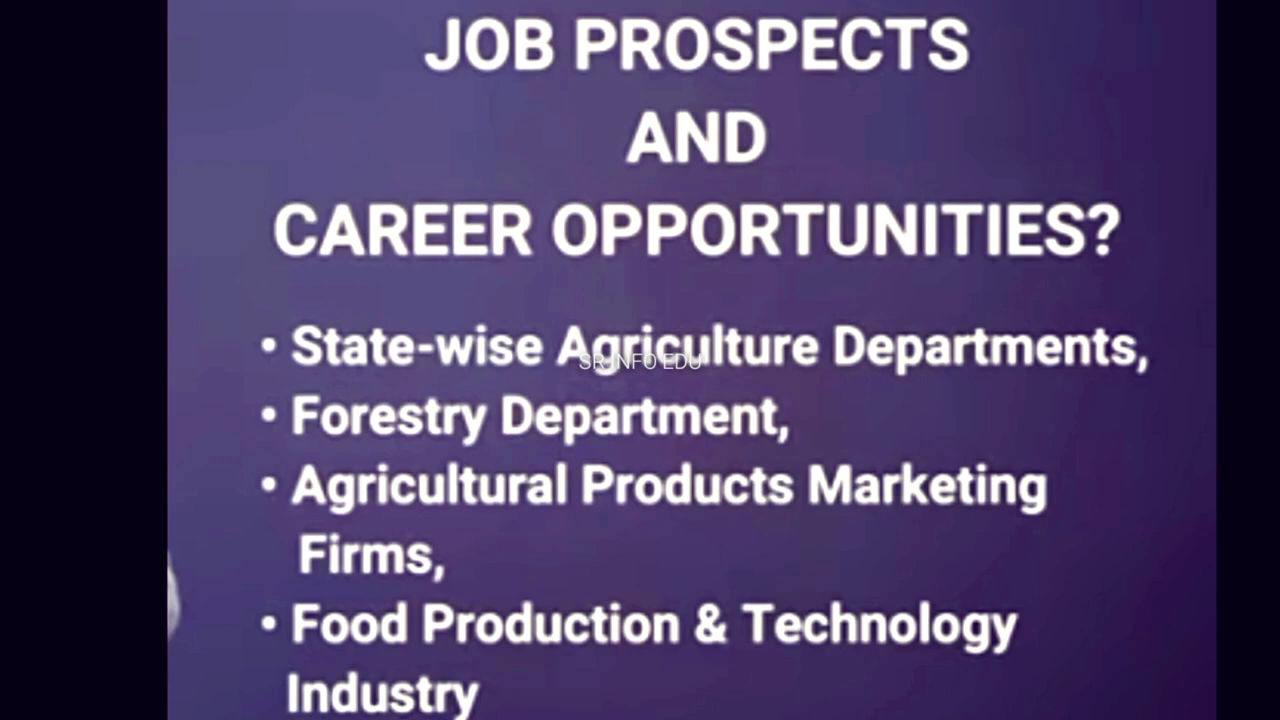 JOB PROSPECTS
AND
CAREER OPPORTUNITIES?
• State-wise Agriculture Departments,
SR INFO EDU
• Forestry Department,
• Agricultural Products Marketing
Firms,
• Food Production & Technology
Industry